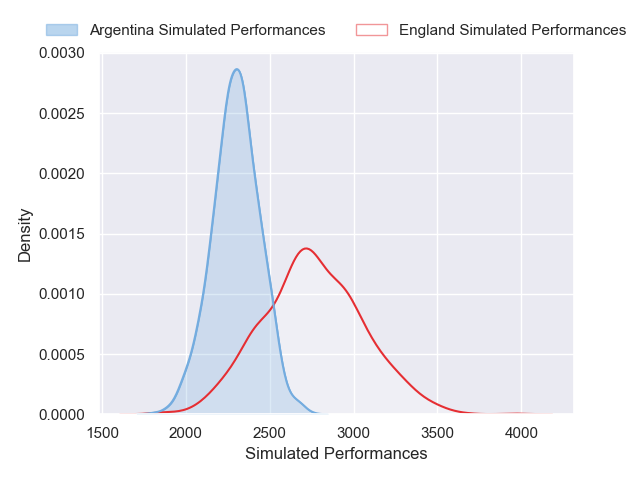 Argentina Simulated Performances England Simulated Performances
0.0030
0.0025
0.0020
0.0015
0.0010
0.0005
0.0000
Density
1500 2000 2500 3000 3500 4000
Simulated Performances